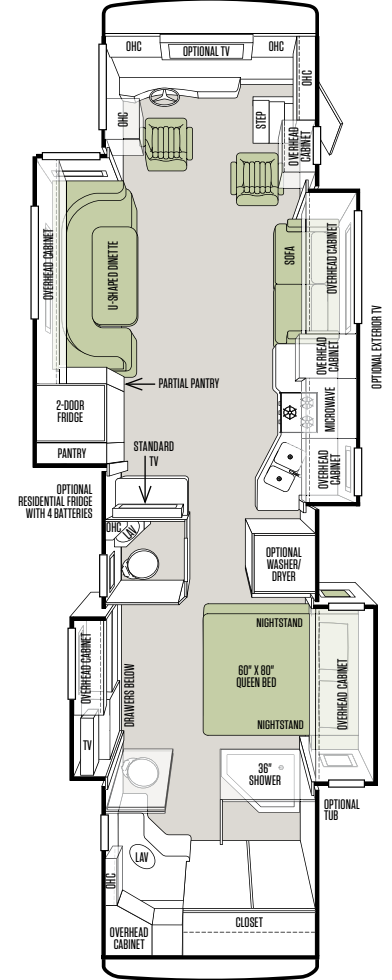 OHC
OPTIONAL TV
OHC
OHC
OHC
STEP
OVERHEAD
CABINET
OVERHEAD CABINET
U-SHAPED DINETTE
SOFA
OVERHEAD CABINET
OPTIONAL EXTERIOR TV
OVERHEAD
CABINET
PARTIAL PANTRY
2-DOOR
FRIDGE
MICROWAVE
PANTRY
STANDARD
TV
OVERHEAD
CABINET
OPTIONAL
RESIDENTIAL FRIDGE
WITH 4 BATTERIES
OHC
LAV
OPTIONAL
WASHER/
DRYER
NIGHTSTAND
OVERHEAD CABINET
DRAWERS BELOW
60" X 80"
QUEEN BED
OVERHEAD CABINET
NIGHTSTAND
TV
36"
SHOWER
OPTIONAL
TUB
LAV
OHC
CLOSET
OVERHEAD
CABINET